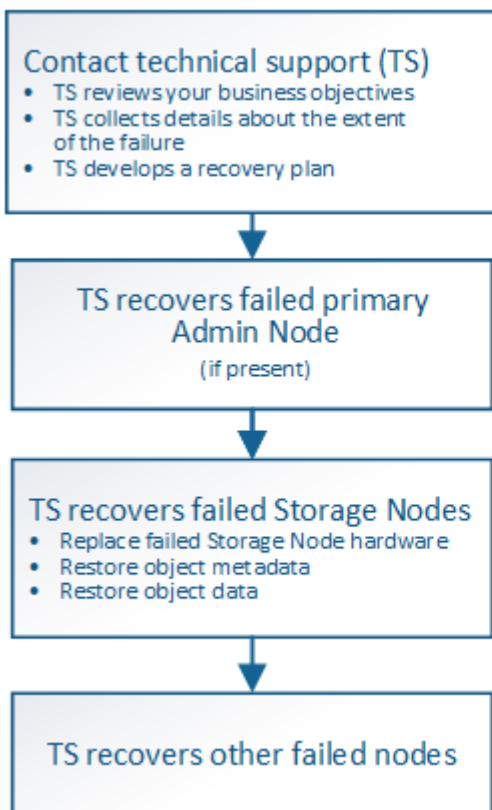 Contact technical support (TS)
• TS reviews your business objectives
• TS collects details about the extent
of the failure
• TS develops a recovery plan
TS recovers failed primary
Admin Node
(if present)
TS recovers failed Storage Nodes
• Replace failed Storage Node hardware
• Restore object metadata
• Restore object data
TS recovers other failed nodes